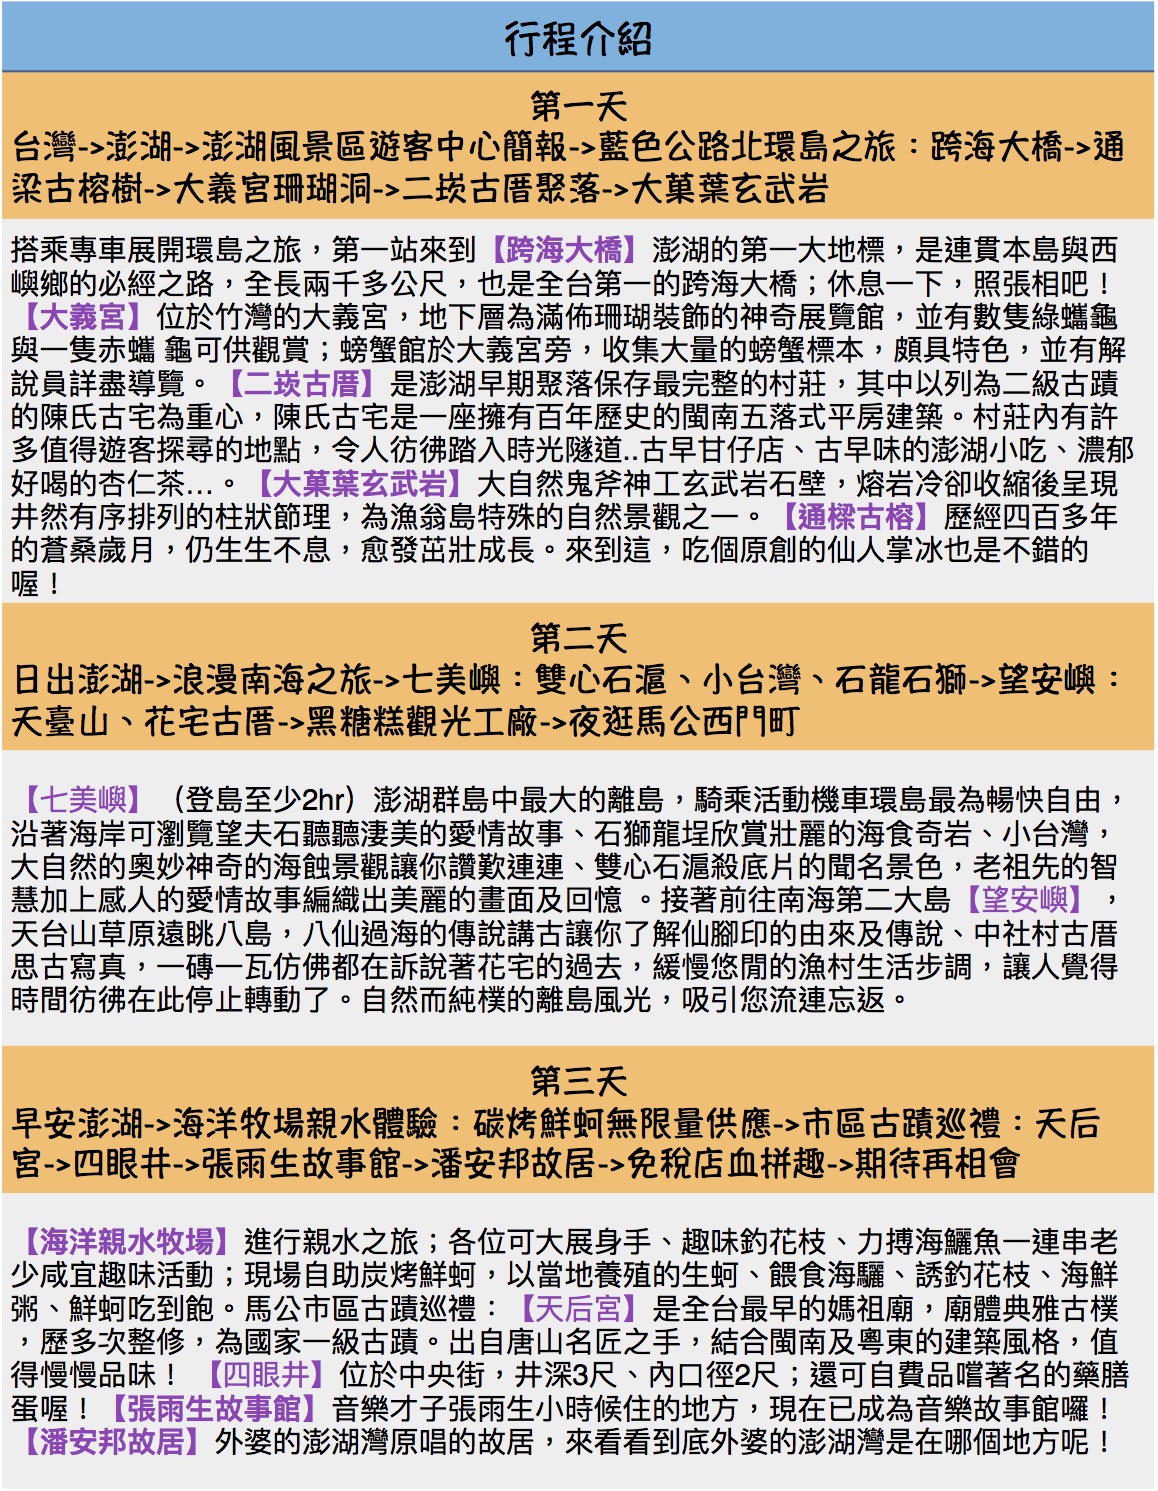 行程介紹
第一天
台灣->澎湖->澎湖風景區遊客中心簡報->藍色公路北環島之旅：跨海大橋->通
梁古榕樹->大義宮珊瑚洞->二崁古厝聚落->大菓葉玄武岩
搭乘專車展開環島之旅，第一站來到【跨海大橋】澎湖的第一大地標，是連貫本島與西
嶼鄉的必經之路，全長兩千多公尺，也是全台第一的跨海大橋；休息一下，照張相吧！
【大義宮】位於竹灣的大義宮，地下層為滿佈珊瑚裝飾的神奇展覽館，並有數隻綠蠵龜
與一隻赤蠵 龜可供觀賞；螃蟹館於大義宮旁，收集大量的螃蟹標本，頗具特色，並有解
說員詳盡導覽。【二崁古厝】是澎湖早期聚落保存最完整的村莊，其中以列為二級古蹟
的陳氏古宅為重心，陳氏古宅是一座擁有百年歷史的閩南五落式平房建築。村莊內有許
多值得遊客探尋的地點，令人彷彿踏入時光隧道..古早甘仔店、古早味的澎湖小吃、濃郁
好喝的杏仁茶...。【大菓葉玄武岩】大自然鬼斧神工玄武岩石壁，熔岩冷卻收縮後呈現
井然有序排列的柱狀節理，為漁翁島特殊的自然景觀之一。【通樑古榕】歷經四百多年
的蒼桑歲月，仍生生不息，愈發茁壯成長。來到這，吃個原創的仙人掌冰也是不錯的
喔！
第二天
日出澎湖->浪漫南海之旅->七美嶼：雙心石滬、小台灣、石龍石獅->望安嶼：
天臺山、花宅古厝->黑糖糕觀光工廠->夜逛馬公西門町
【七美嶼】（登島至少2hr）澎湖群島中最大的離島，騎乘活動機車環島最為暢快自由，
沿著海岸可瀏覽望夫石聽聽淒美的愛情故事、石獅龍埕欣賞壯麗的海食奇岩、小台灣，
大自然的奧妙神奇的海蝕景觀讓你讚歎連連、雙心石滬殺底片的聞名景色，老祖先的智
慧加上感人的愛情故事編織出美麗的畫面及回憶 。接著前往南海第二大島【望安嶼】，
天台山草原遠眺八島，八仙過海的傳說講古讓你了解仙腳印的由來及傳說、中社村古厝
思古寫真，一磚一瓦仿佛都在訴說著花宅的過去，緩慢悠閒的漁村生活步調，讓人覺得
時間彷彿在此停止轉動了。自然而純樸的離島風光，吸引您流連忘返。
第三天
早安澎湖->海洋牧場親水體驗：碳烤鮮蚵無限量供應->市區古蹟巡禮：天后
宮->四眼井->張雨生故事館->潘安邦故居->免稅店血拼趣->期待再相會
【海洋親水牧場】進行親水之旅；各位可大展身手、趣味釣花枝、力搏海鱺魚一連串老
少咸宜趣味活動；現場自助炭烤鮮蚵，以當地養殖的生蚵、餵食海驪、誘釣花枝、海鮮
粥、鮮蚵吃到飽。馬公市區古蹟巡禮：【天后宮】是全台最早的媽祖廟，廟體典雅古樸
，歷多次整修，為國家一級古蹟。出自唐山名匠之手，結合閩南及粵東的建築風格，值
得慢慢品味！ 【四眼井】位於中央街，井深3尺、內口徑2尺；還可自費品嚐著名的藥膳
蛋喔！【張雨生故事館】音樂才子張雨生小時候住的地方，現在已成為音樂故事館囉！
【潘安邦故居】外婆的澎湖灣原唱的故居，來看看到底外婆的澎湖灣是在哪個地方呢！